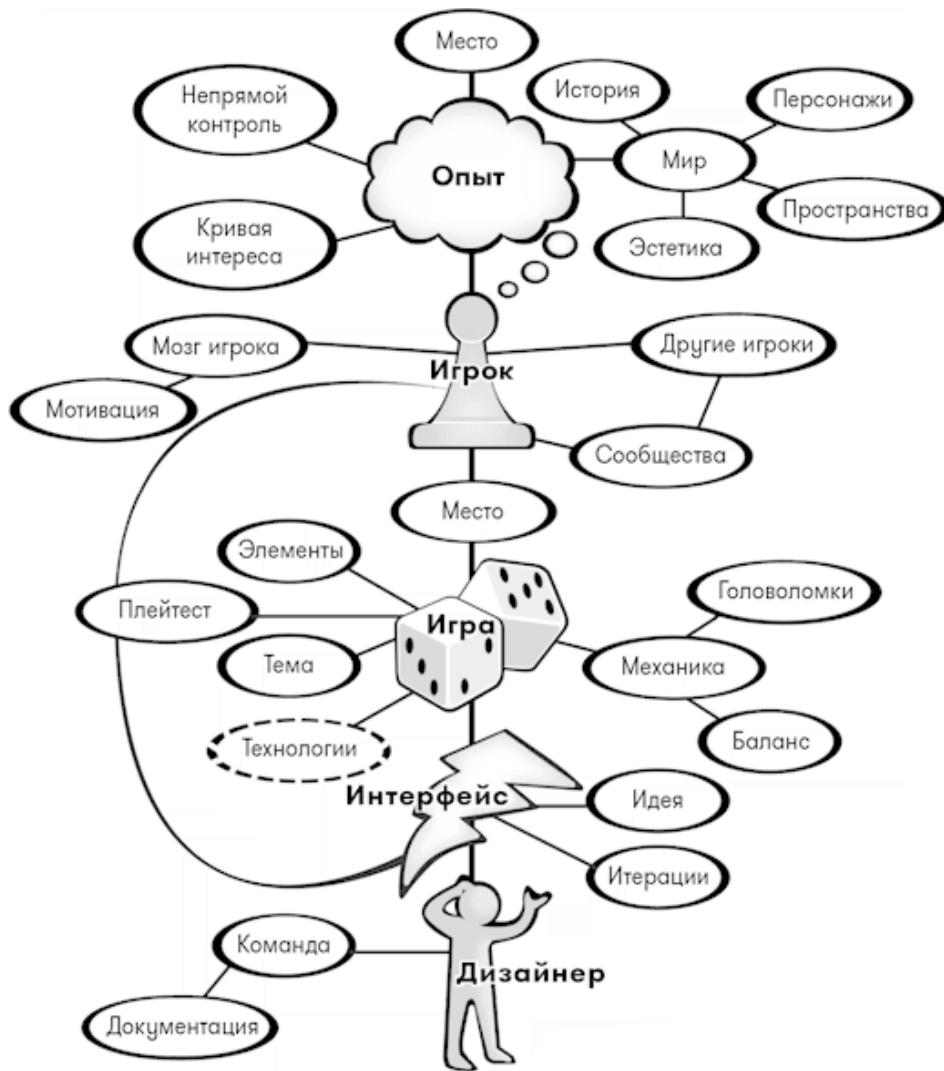 Место
Непрямой
контроль
История
Персонажи
Мир
Опыт
Пространства
Кривая
интереса
Эстетика
Мозг игрока
Другие игроки
Игрок
Мотивация
Сообщества
Место
Элементы
Головоломки
Плейтест
Игра
Тема
Механика
Технологии
Баланс
Интерфейс
Идея
Итерации
Команда
Дизайнер
Документация